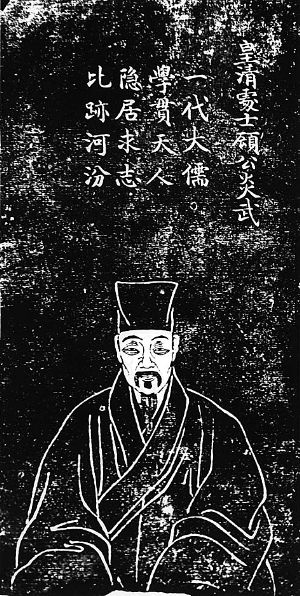 皇清處士顧公炎武
一代大儒。
學貫天人
隐居求志
比跡河汾